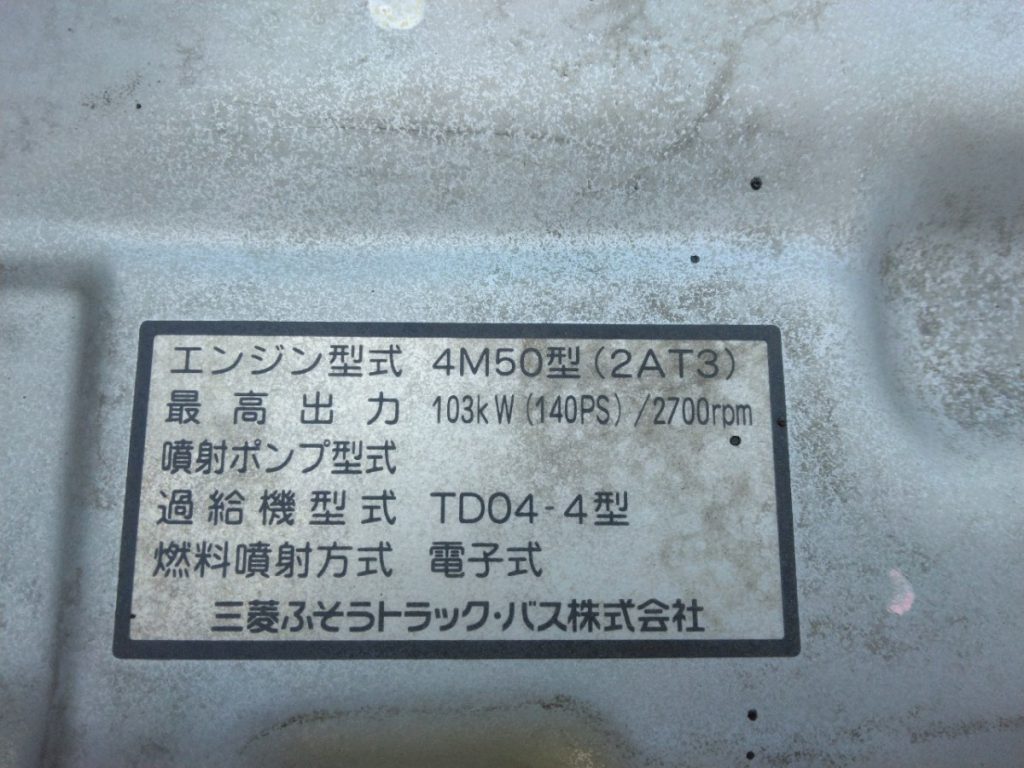 エンジン型式 4M50型(2AT3)
最高出力 103kW(140PS)/2700rpm
噴射ポンプ型式
過給機型式 TD04-4型
燃料噴射方式 電子式
三菱ふそうトラック・バス株式会社